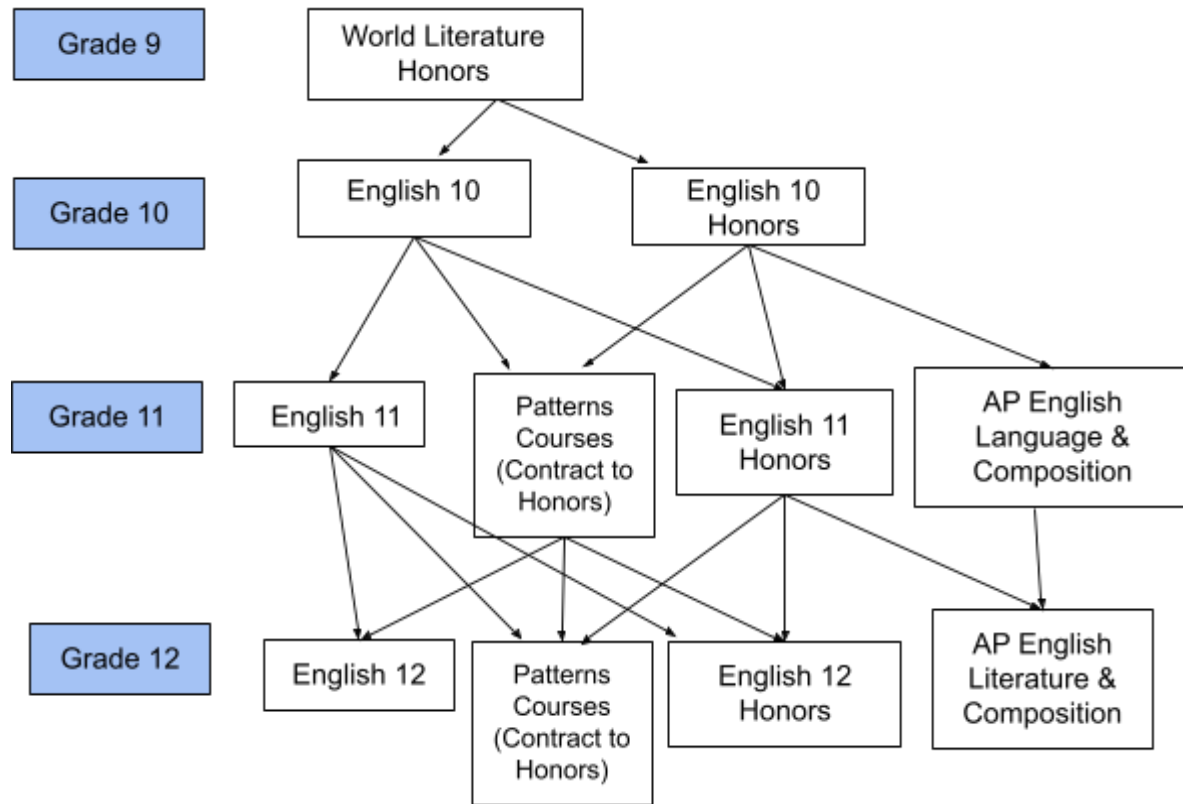 Grade 9
World Literature
Honors
Grade 10
English 10
English 10
Honors
Grade 11
English 11
Patterns
Courses
(Contract to
Honors)
English 11
Honors
AP English
Language &
Composition
Grade 12
English 12
Patterns
Courses
(Contract to
Honors)
English 12
Honors
AP English
Literature &
Composition